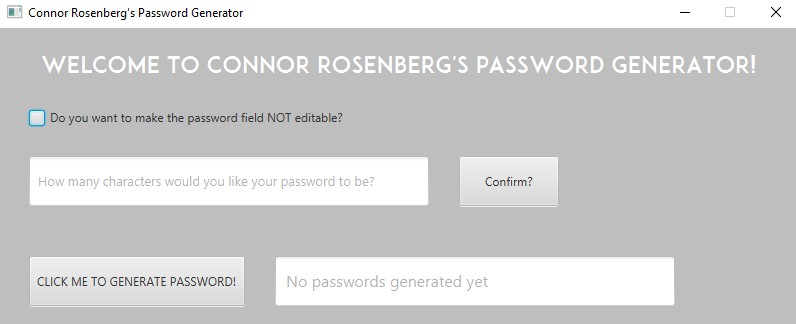 Connor Rosenberg's Password Generator
WELCOME TO CONNOR ROSENBERG'S PASSWORD GENERATOR!
Do you want to make the password field NOT editable?
How many characters would you like your password to be?
Confirm?
CLICK ME TO GENERATE PASSWORD!
No passwords generated yet